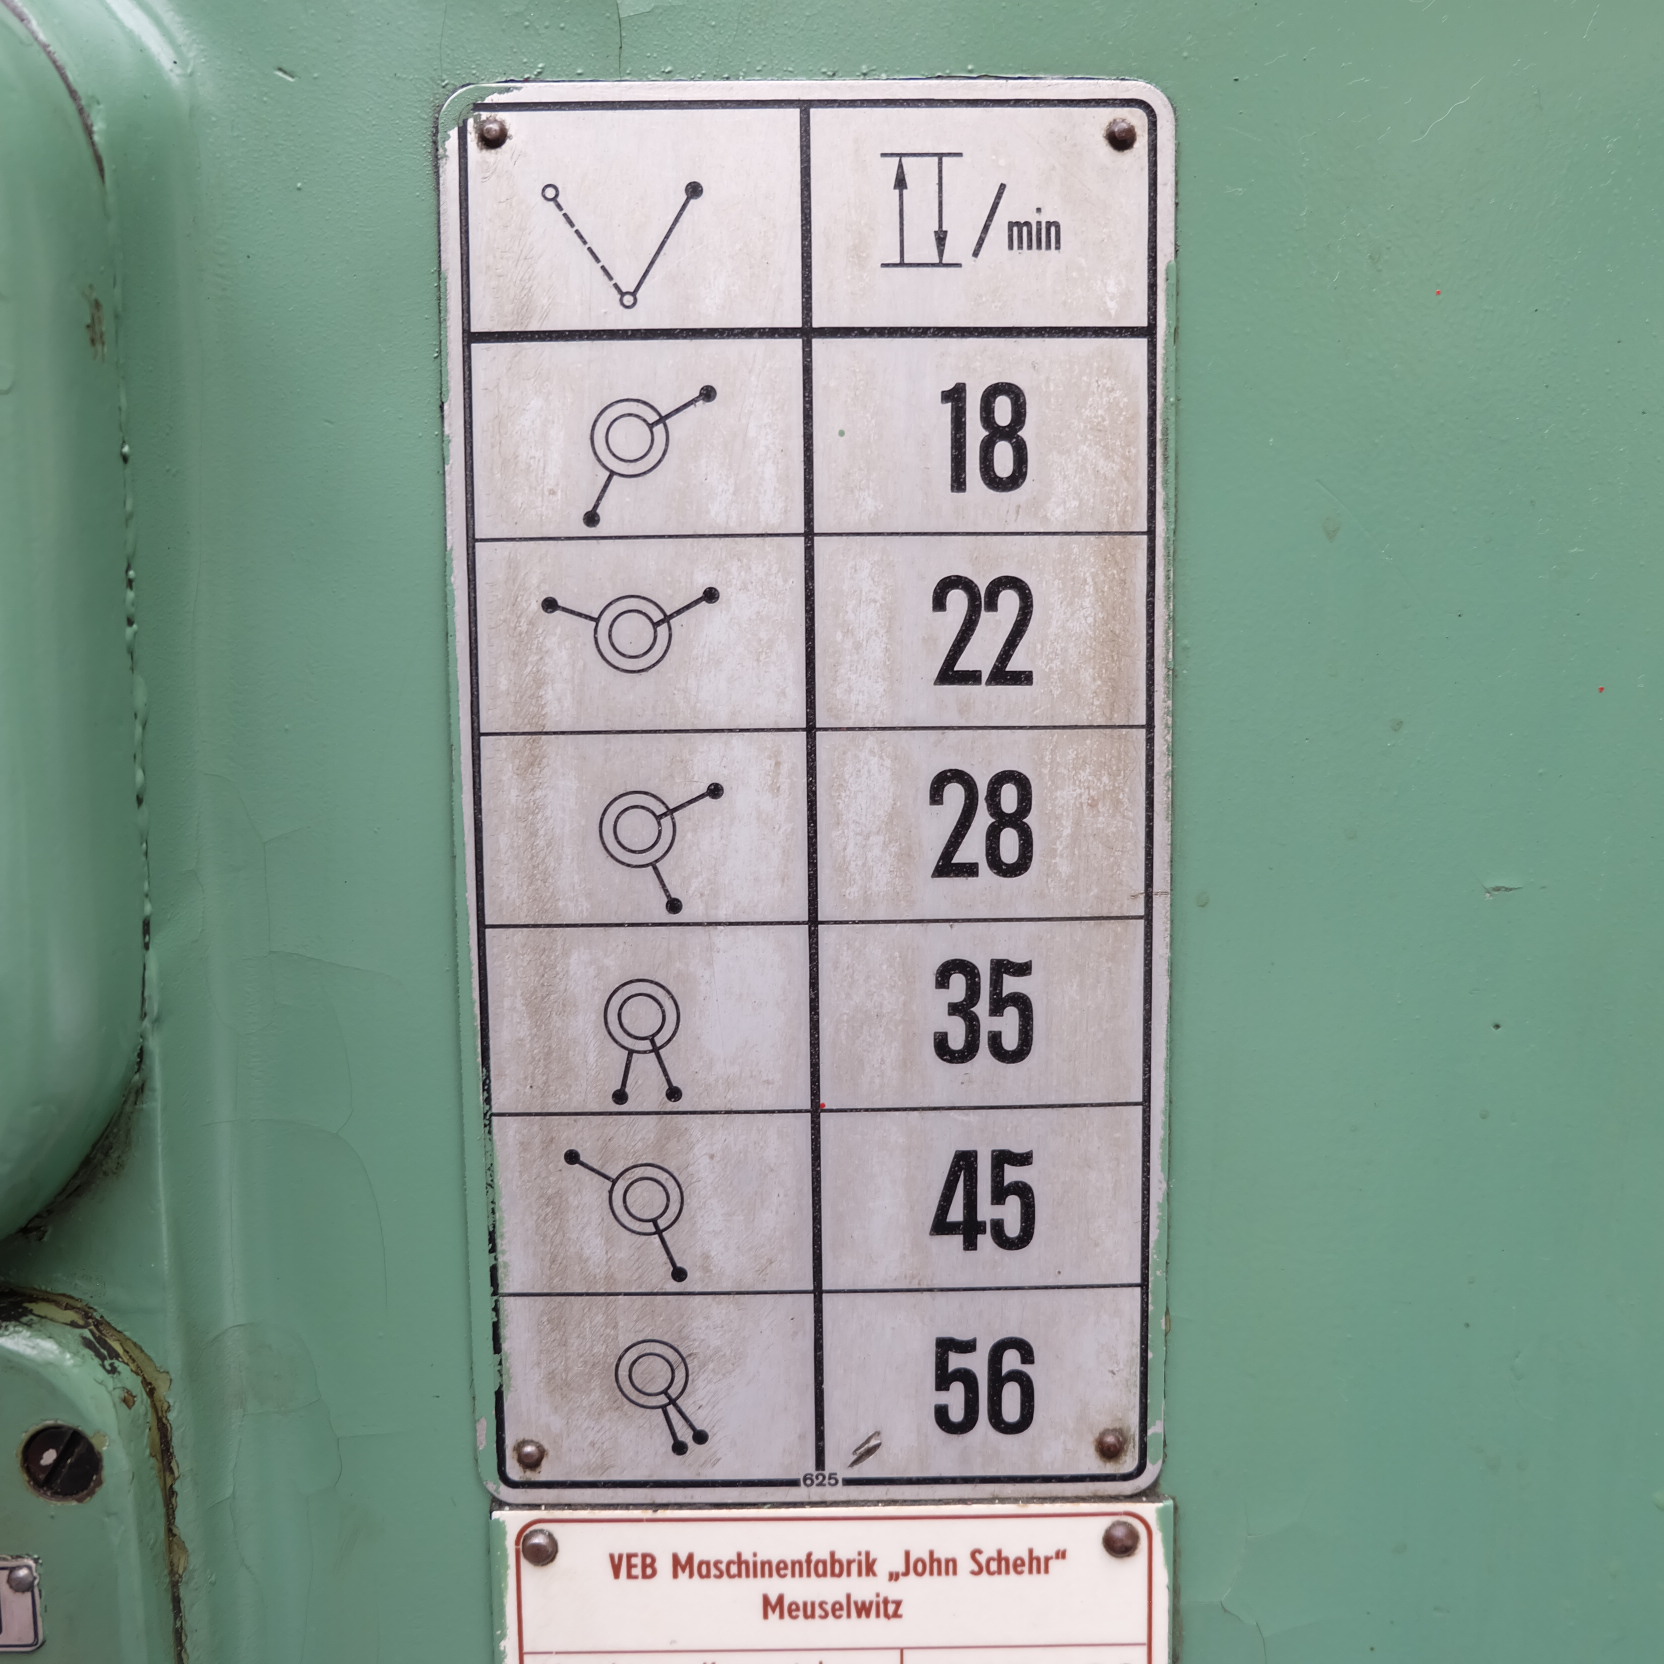 /min
18
22
28
35
45
56
625
VEB Maschinenfabrik „John Schehr“
Meuselwitz